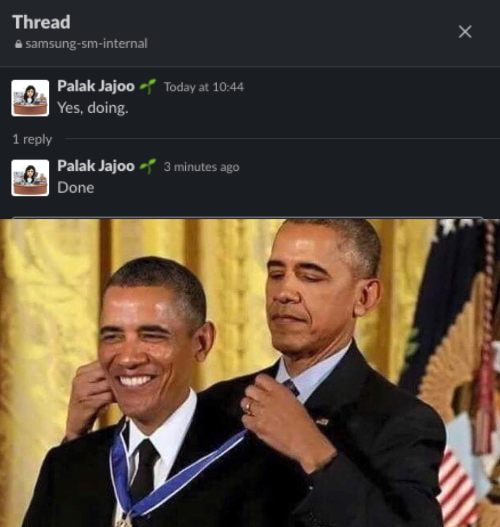 Thread
samsung-sm-internal
Palak Jajoo Today at 10:44
Yes, doing.
1 reply
Palak Jajoo 3 minutes ago
Done